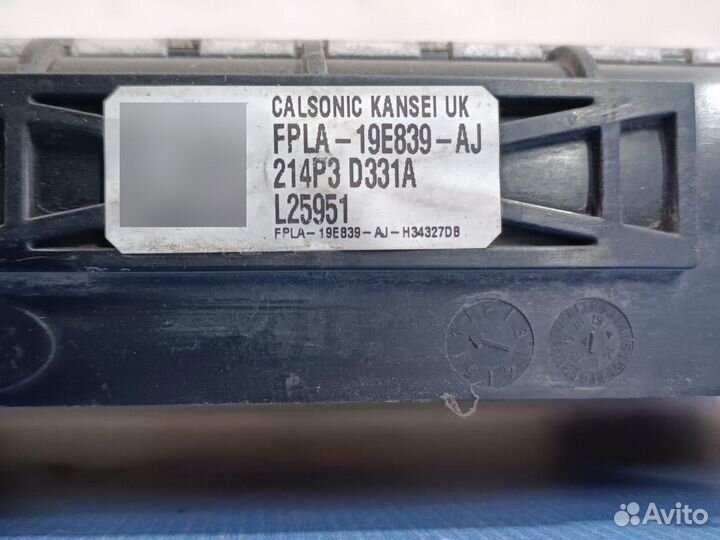 CALSONIC KANSEI UK
FPLA-19E839-AJ
214P3 D331A
L25951
FPLA-19E839-AJ-H34327DB
Avito